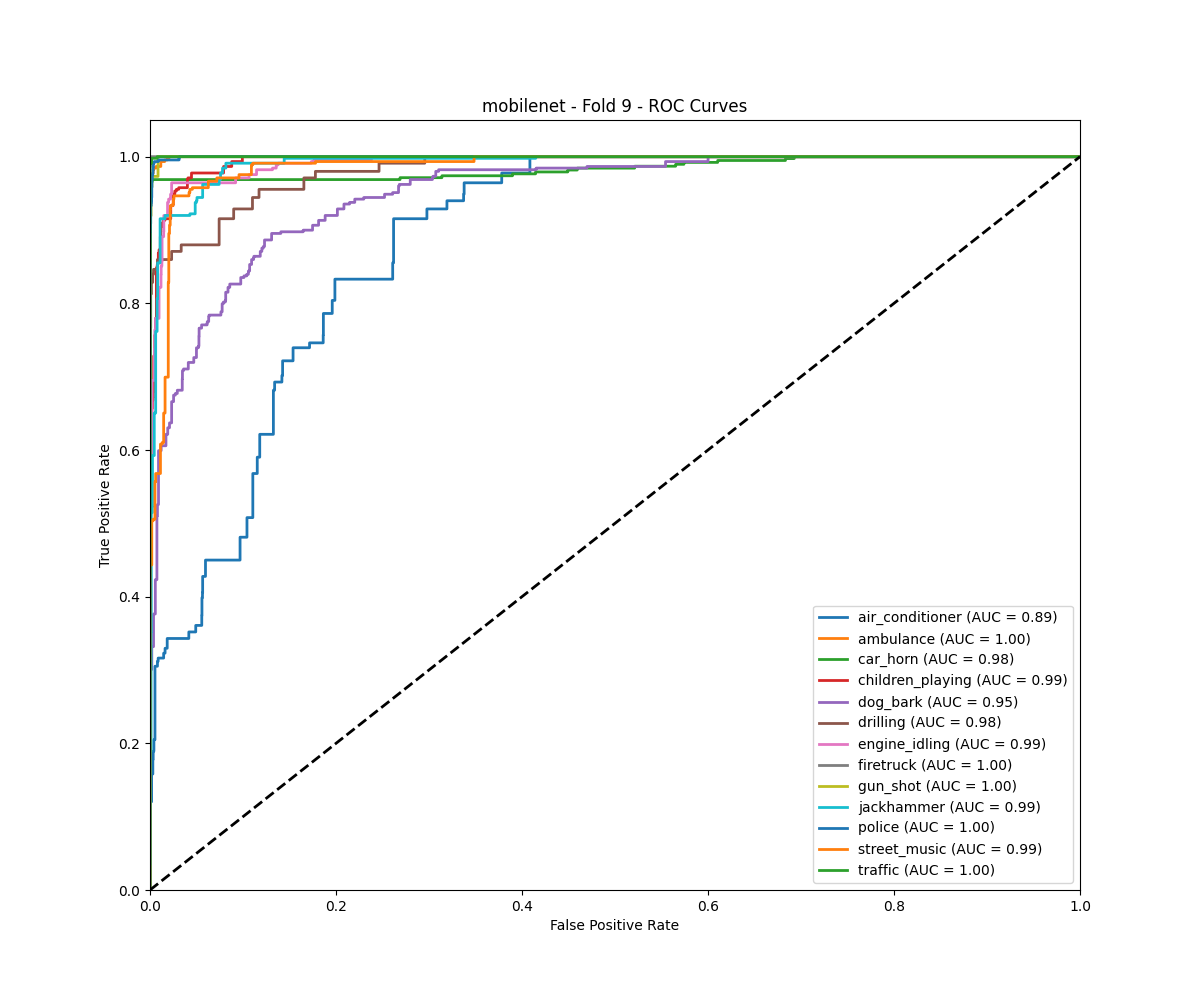 mobilenet - Fold 9 - ROC Curves
1.0
0.8
0.6
0.4
0.2
0.0
True Positive Rate
air_conditioner (AUC = 0.89)
ambulance (AUC = 1.00)
car_horn (AUC = 0.98)
children_playing (AUC = 0.99)
dog_bark (AUC = 0.95)
drilling (AUC = 0.98)
engine_idling (AUC = 0.99)
firetruck (AUC = 1.00)
gun_shot (AUC = 1.00)
jackhammer (AUC = 0.99)
police (AUC = 1.00)
street_music (AUC = 0.99)
traffic (AUC = 1.00)
0.0 0.2 0.4 0.6 0.8 1.0
False Positive Rate